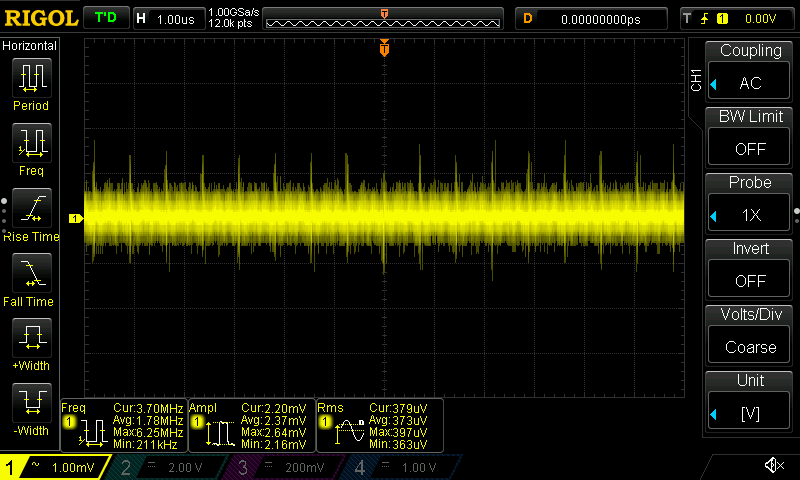 RIGOL T'D H 1.00us 1.00GSa/s 12.0k pts T D 0.00000000ps T 1 0.00V
Horizontal
Period
Freq
Rise Time
Fall Time
+Width
-Width
T
1
CH1
Coupling
AC
BW Limit
OFF
Probe
1X
Invert
OFF
Volts/Div
Coarse
Unit
[V]
Freq
1
Cur:3.70MHz
Avg:1.78MHz
Max:6.25MHz
Min:211kHz
Ampl
1
Cur:2.20mV
Avg:2.37mV
Max:2.64mV
Min:2.16mV
Rms
1
Cur:379uV
Avg:373uV
Max:397uV
Min:363uV
1 ~ 1.00mV 2 2.00 V 3 200mV 4 1.00 V